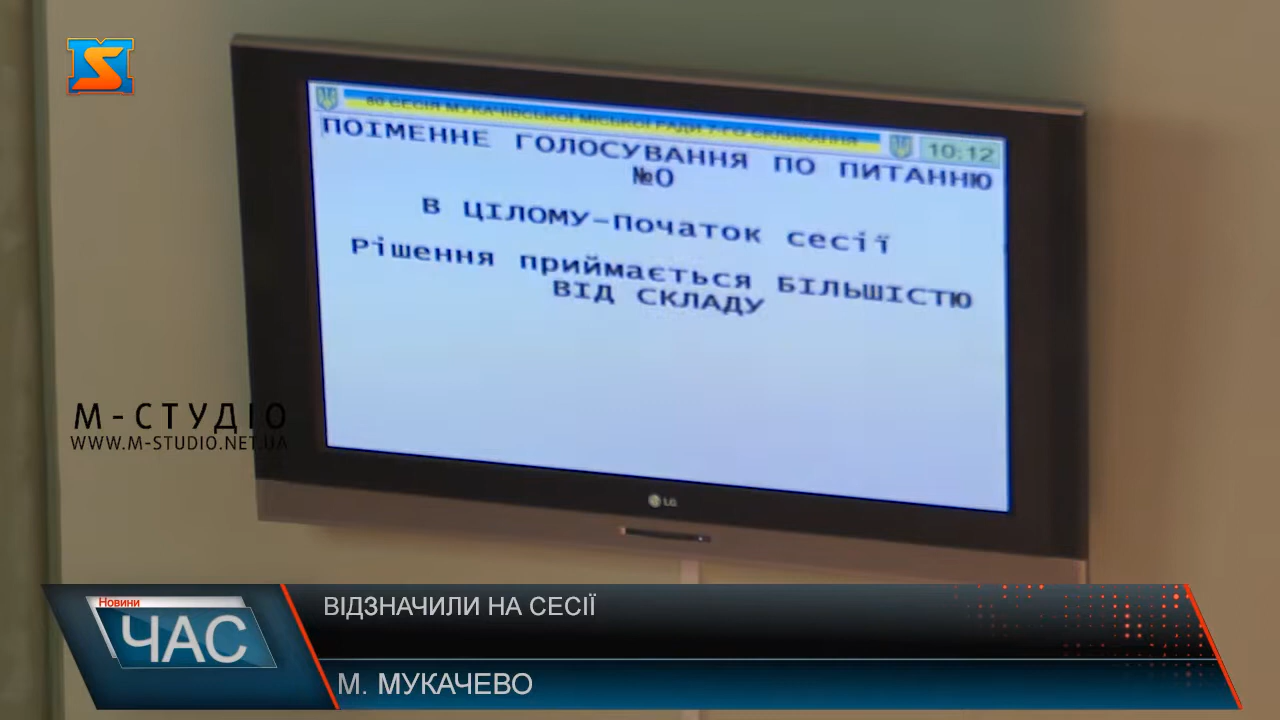 80 СЕСІЯ МУКАЧІВСЬКОЇ МІСЬКОЇ РАДИ 7-ГО СКЛИКАННЯ
10:12
ПОІМЕННЕ ГОЛОСУВАННЯ ПО ПИТАННЮ
№0
В ЦІЛОМУ-Початок сесії
Рішення приймається БІЛЬШІСТЮ
ВІД СКЛАДУ
М-СТУДІО
WWW.M-STUDIO.NET.UA
LG
Новини
ЧАС
ВІДЗНАЧИЛИ НА СЕСІЇ
М. МУКАЧЕВО